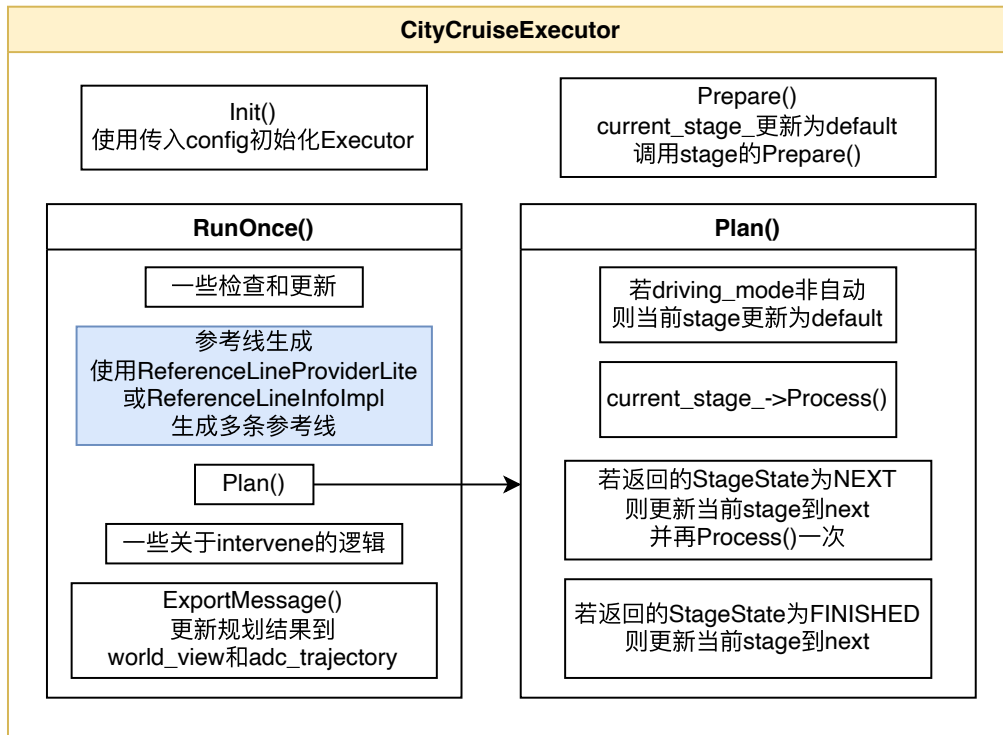 CityCruiseExecutor
Init()
使用传入config初始化Executor
Prepare()
current_stage_更新为default
调用stage的Prepare()
RunOnce()
一些检查和更新
参考线生成
使用ReferenceLineProviderLite
或ReferenceLineInfoImpl
生成多条参考线
Plan()
一些关于intervene的逻辑
ExportMessage()
更新规划结果到
world_view和adc_trajectory
Plan()
若driving_mode非自动
则当前stage更新为default
current_stage_->Process()
若返回的StageState为NEXT
则更新当前stage到next
并再Process()一次
若返回的StageState为FINISHED
则更新当前stage到next